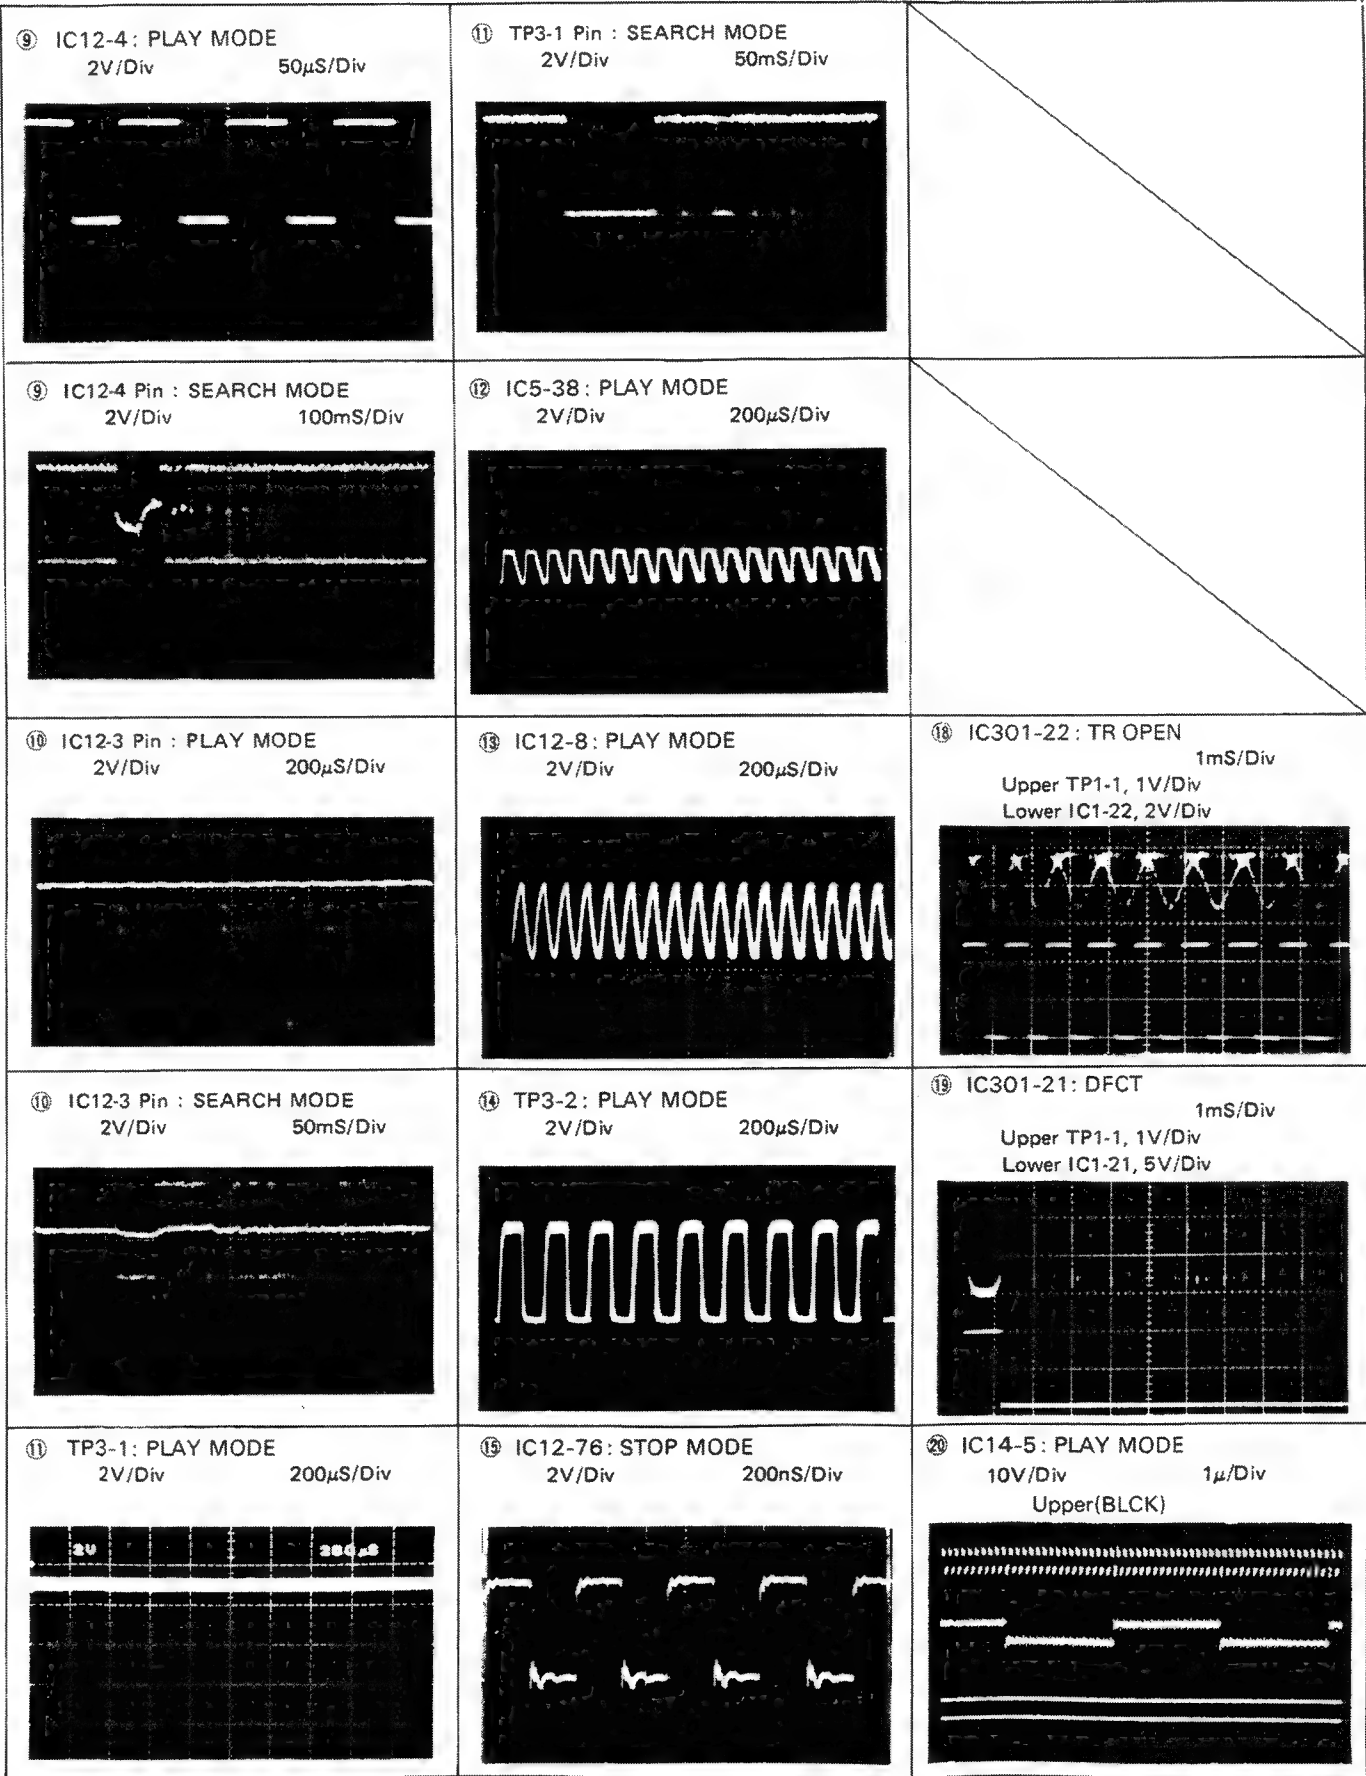 ⑨ IC12-4: PLAY MODE
2V/Div 50μS/Div
⑪ TP3-1 Pin : SEARCH MODE
2V/Div 50mS/Div
⑨ IC12-4 Pin : SEARCH MODE
2V/Div 100mS/Div
⑫ IC5-38: PLAY MODE
2V/Div 200μS/Div
⑩ IC12-3 Pin : PLAY MODE
2V/Div 200μS/Div
⑬ IC12-8: PLAY MODE
2V/Div 200μS/Div
⑱ IC301-22: TR OPEN
1mS/Div
Upper TP1-1, 1V/Div
Lower IC1-22, 2V/Div
⑩ IC12-3 Pin : SEARCH MODE
2V/Div 50mS/Div
⑭ TP3-2: PLAY MODE
2V/Div 200μS/Div
⑲ IC301-21: DFCT
1mS/Div
Upper TP1-1, 1V/Div
Lower IC1-21, 5V/Div
⑪ TP3-1: PLAY MODE
2V/Div 200μS/Div
2V
⑮ IC12-76: STOP MODE
2V/Div 200nS/Div
⑳ IC14-5: PLAY MODE
10V/Div 1μ/Div
Upper(BLCK)